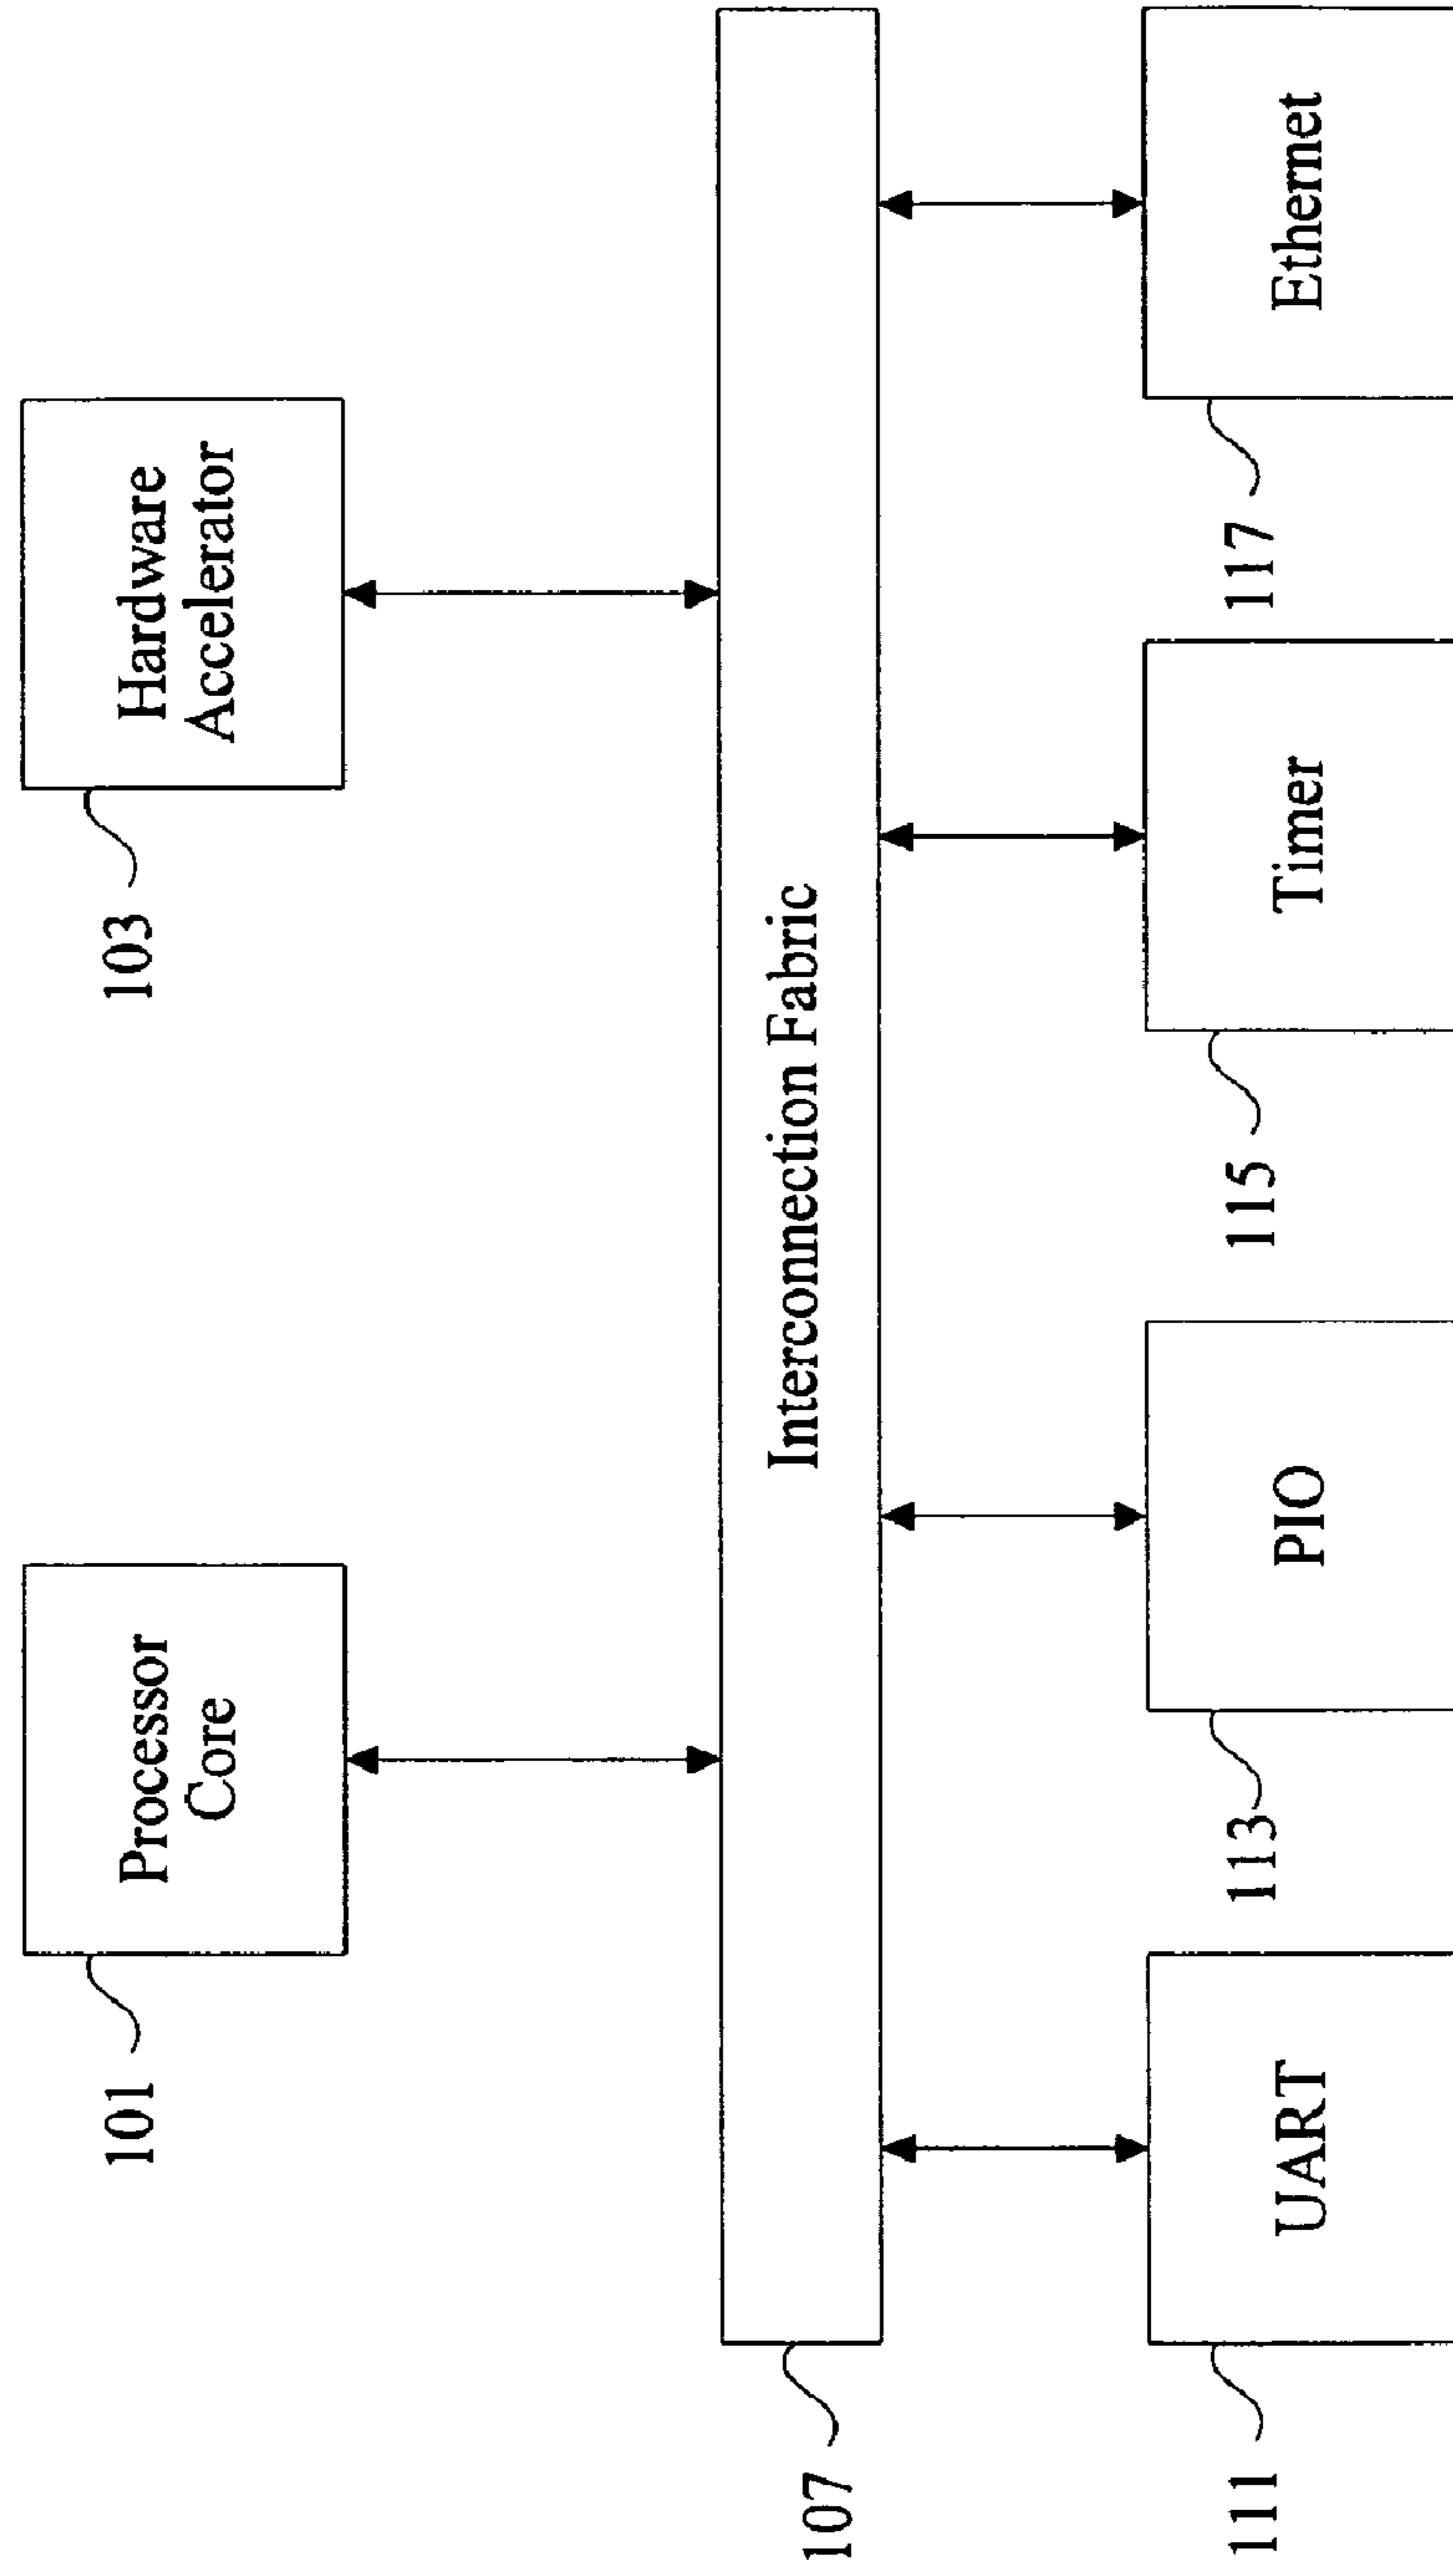 101
Processor
Core
103
Hardware
Accelerator
107
Interconnection Fabric
111
UART
113
PIO
115
Timer
117
Ethernet